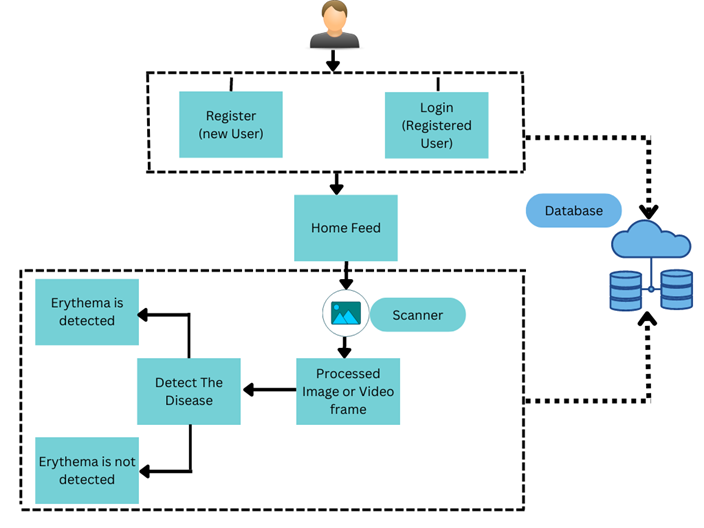 Register
(new User)
Login
(Registered
User)
Home Feed
Database
Erythema is
detected
Scanner
Detect The
Disease
Processed
Image or Video
frame
Erythema is not
detected